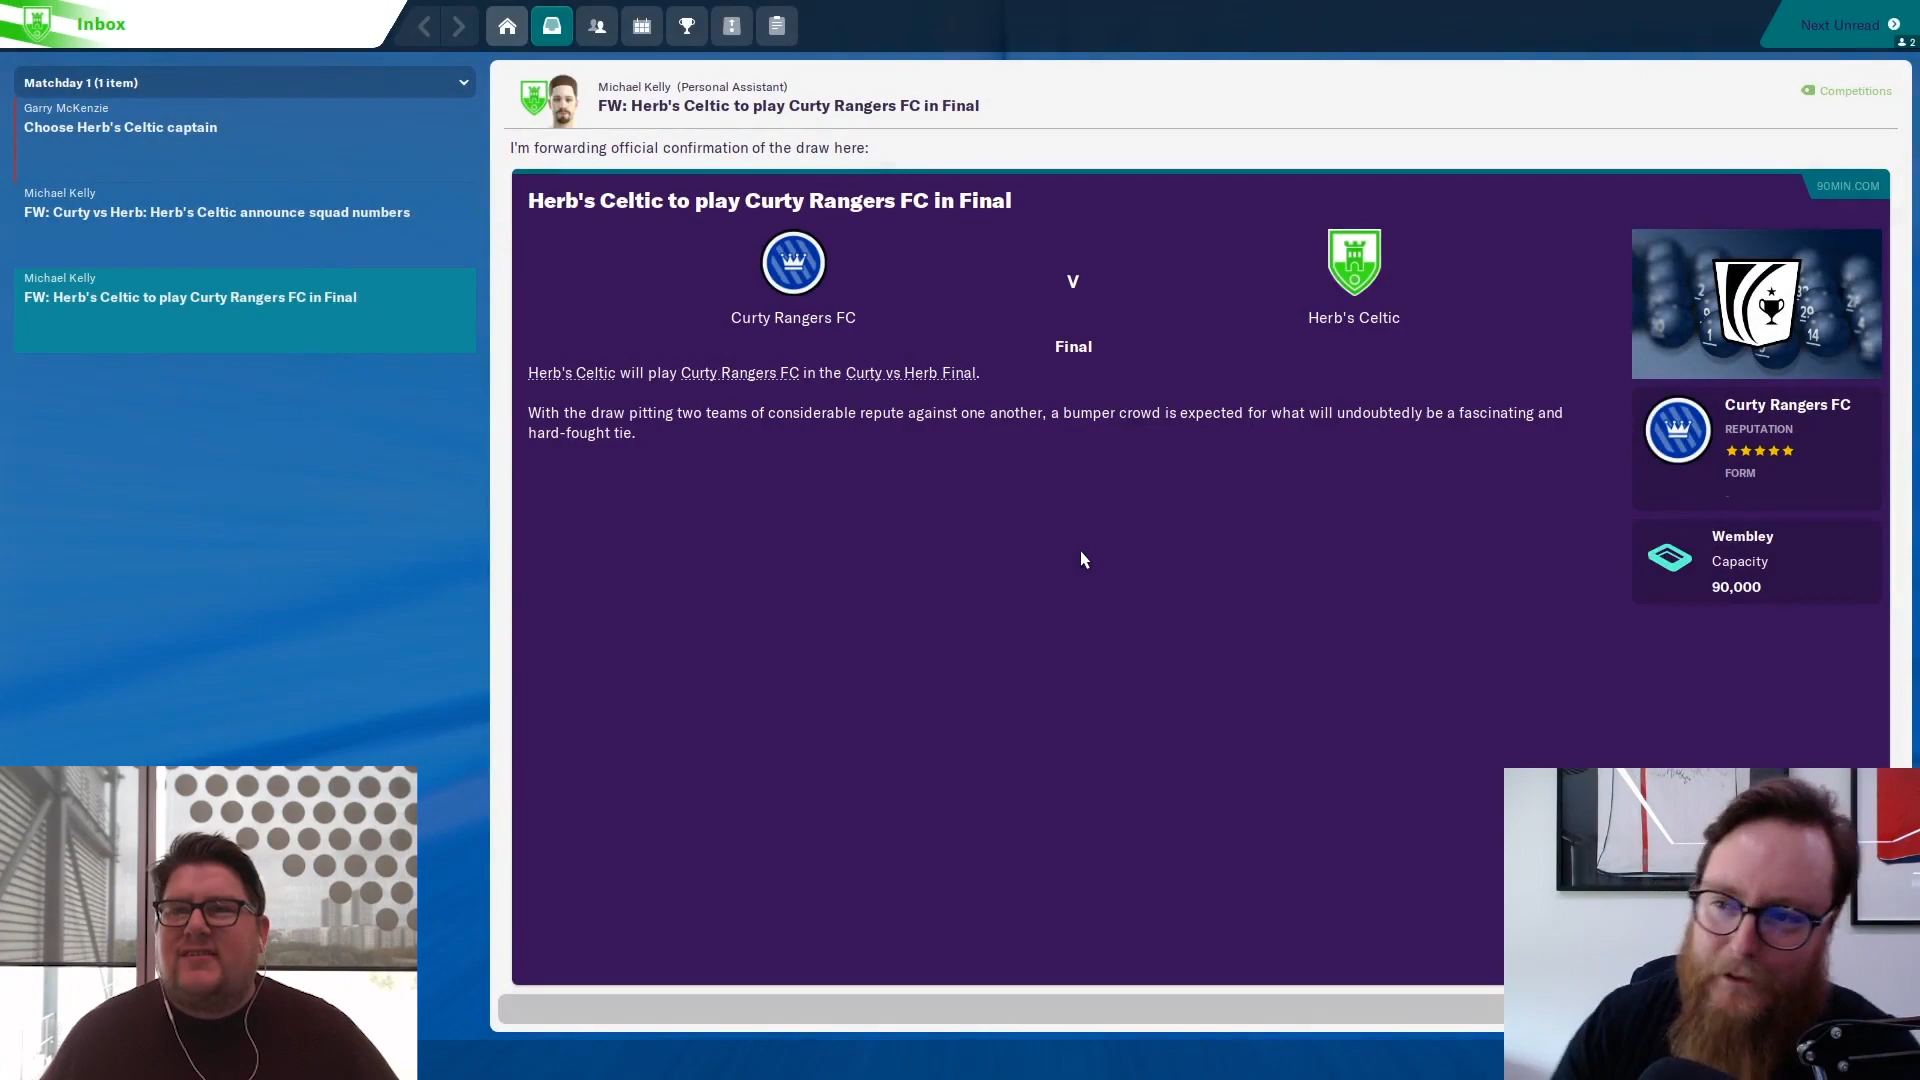 Inbox
Next Unread
2
Matchday 1 (1 item)
Garry McKenzie
Choose Herb's Celtic captain
Michael Kelly
FW: Curty vs Herb: Herb's Celtic announce squad numbers
Michael Kelly
FW: Herb's Celtic to play Curty Rangers FC in Final
Michael Kelly (Personal Assistant)
FW: Herb's Celtic to play Curty Rangers FC in Final
Competitions
I'm forwarding official confirmation of the draw here:
90MIN.COM
Herb's Celtic to play Curty Rangers FC in Final
V
Curty Rangers FC
Herb's Celtic
Final
Herb's Celtic will play Curty Rangers FC in the Curty vs Herb Final.
With the draw pitting two teams of considerable repute against one another, a bumper crowd is expected for what will undoubtedly be a fascinating and
hard-fought tie.
29
14
Curty Rangers FC
REPUTATION
FORM
-
Wembley
Capacity
90,000